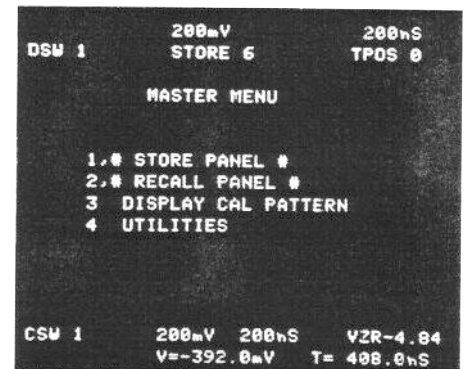 200mV 200nS
DSW 1 STORE 6 TPOS 0
MASTER MENU
1,# STORE PANEL #
2,# RECALL PANEL #
3 DISPLAY CAL PATTERN
4 UTILITIES
CSW 1 200mV 200nS VZR-4.84
V=-392.0mV T= 408.0nS